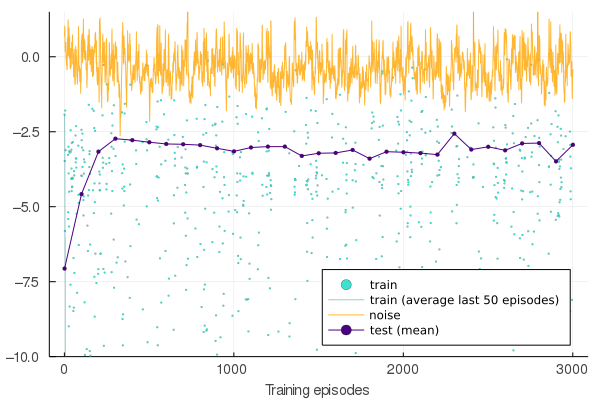 0.0
−2.5
−5.0
−7.5
−10.0
train
train (average last 50 episodes)
noise
test (mean)
0 1000 2000 3000
Training episodes